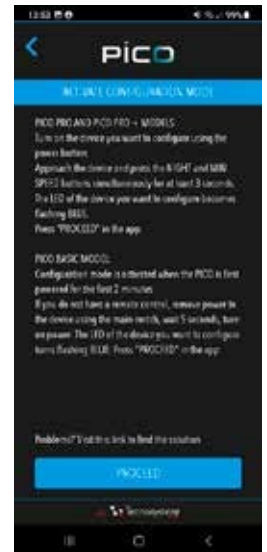 13:53 99%
PICO
ACTIVATE CONFIGURATION MODE
PICO PRO AND PICO PRO + MODELS
Turn on the device you want to configure using the
power button.
Approach the device and press the NIGHT and MIN
SPEED buttons simultaneously for at least 3 seconds.
The LED of the device you want to configure becomes
flashing BLUE.
Press "PROCEED" in the app.
PICO BASIC MODEL:
Configuration mode is activated when the PICO is first
powered for the first 2 minutes
If you do not have a remote control, remove power to
the device using the main switch, wait 5 seconds, turn
on power. The LED of the device you want to configure
turns flashing BLUE. Press "PROCEED" in the app.
Problems? Visit this link to find the solution
PROCEED
Tecnosystemi